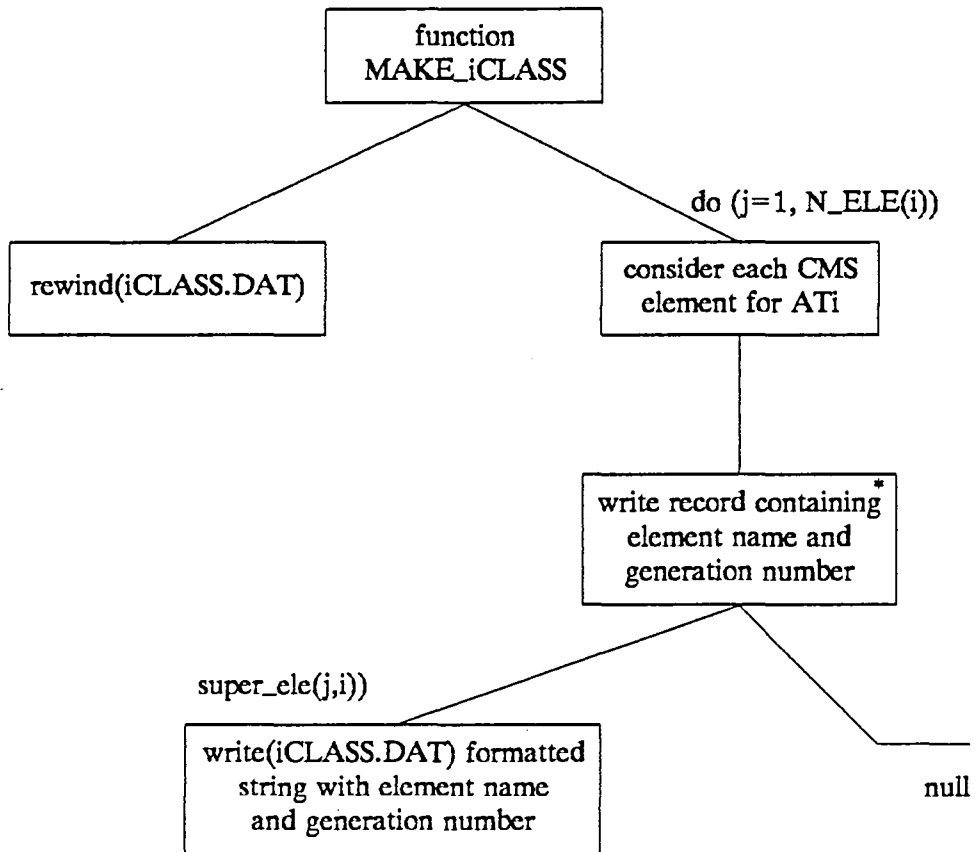 function
MAKE_iCLASS
do (j=1, N_ELE(i))
rewind(iCLASS.DAT)
consider each CMS
element for ATi
write record containing*
element name and
generation number
super_ele(j,i))
write(iCLASS.DAT) formatted
string with element name
and generation number
null